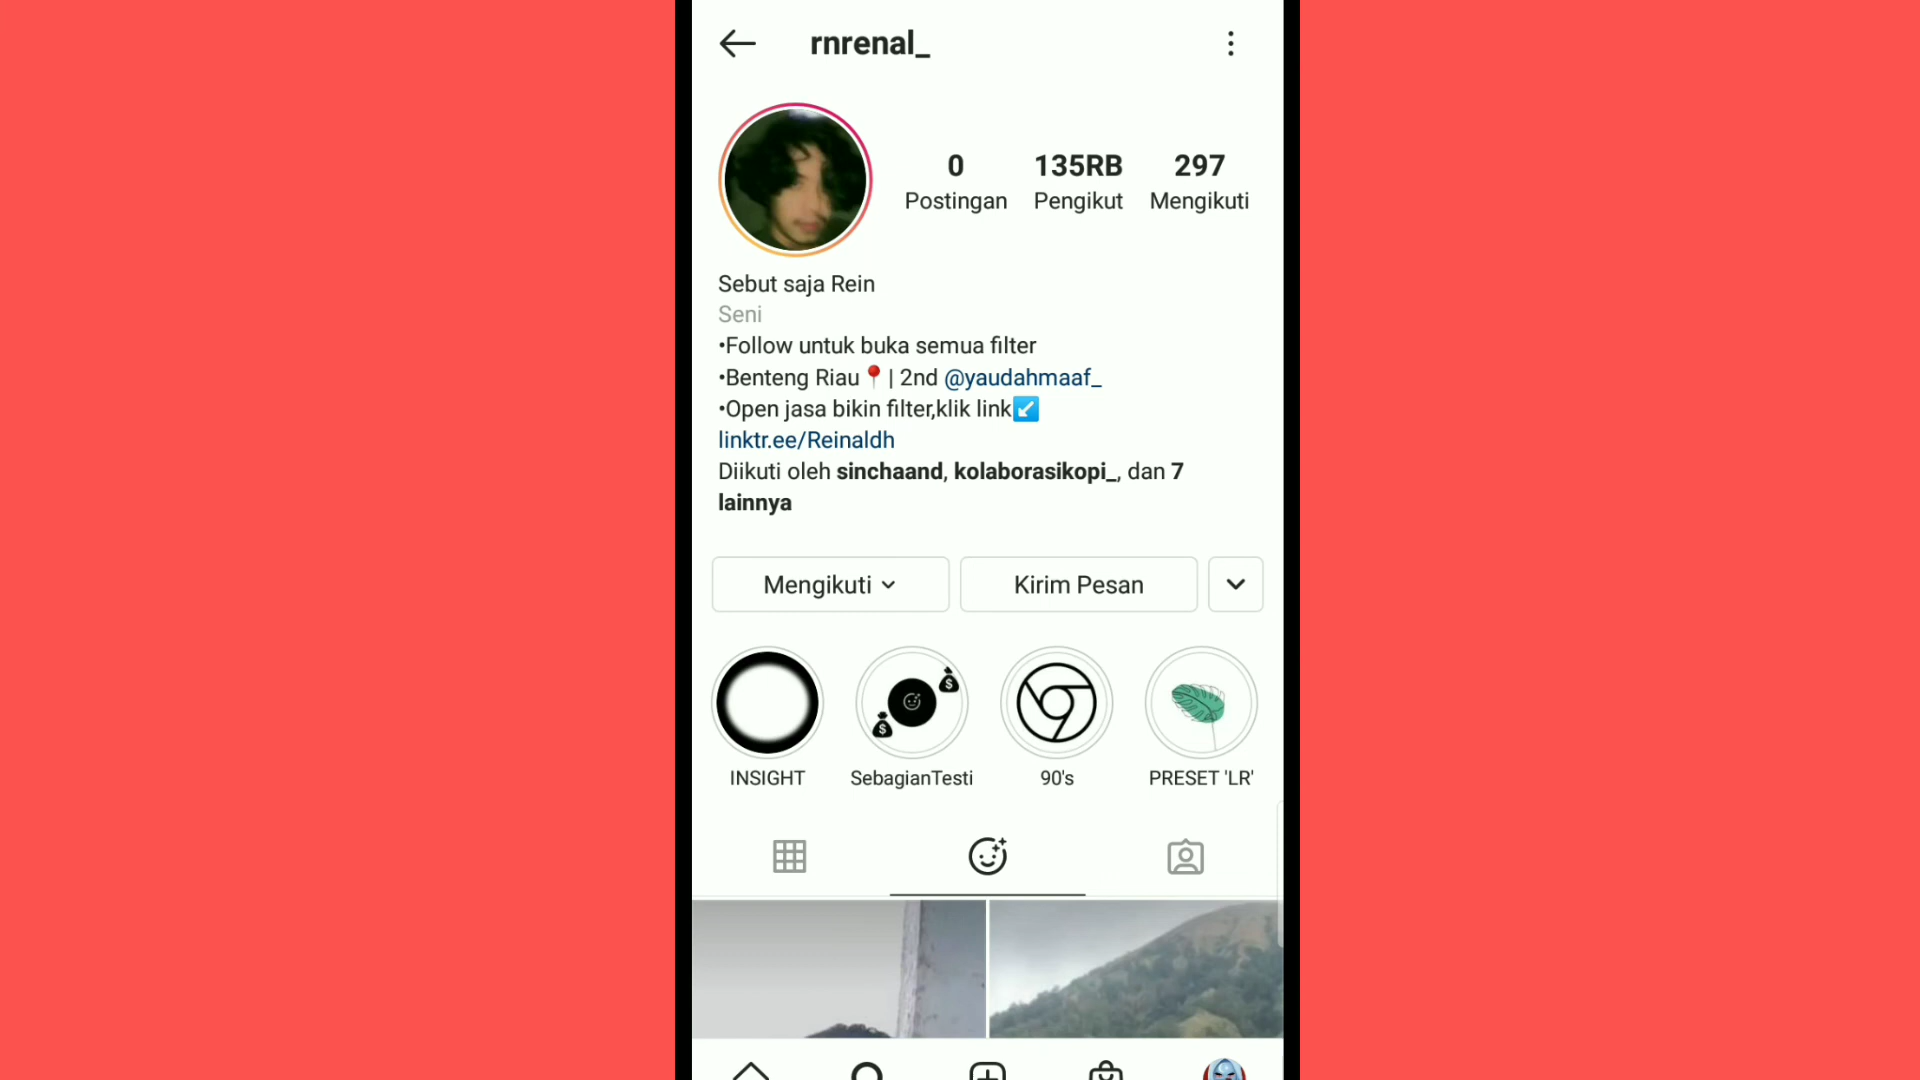 rnrenal_
0 135RB 297
Postingan Pengikut Mengikuti
Sebut saja Rein
Seni
•Follow untuk buka semua filter
•Benteng Riau📍| 2nd @yaudahmaaf_
•Open jasa bikin filter,klik link↙️
linktr.ee/Reinaldh
Diikuti oleh sinchaand, kolaborasikopi_, dan 7
lainnya
Mengikuti Kirim Pesan
INSIGHT SebagianTesti 90's PRESET 'LR'